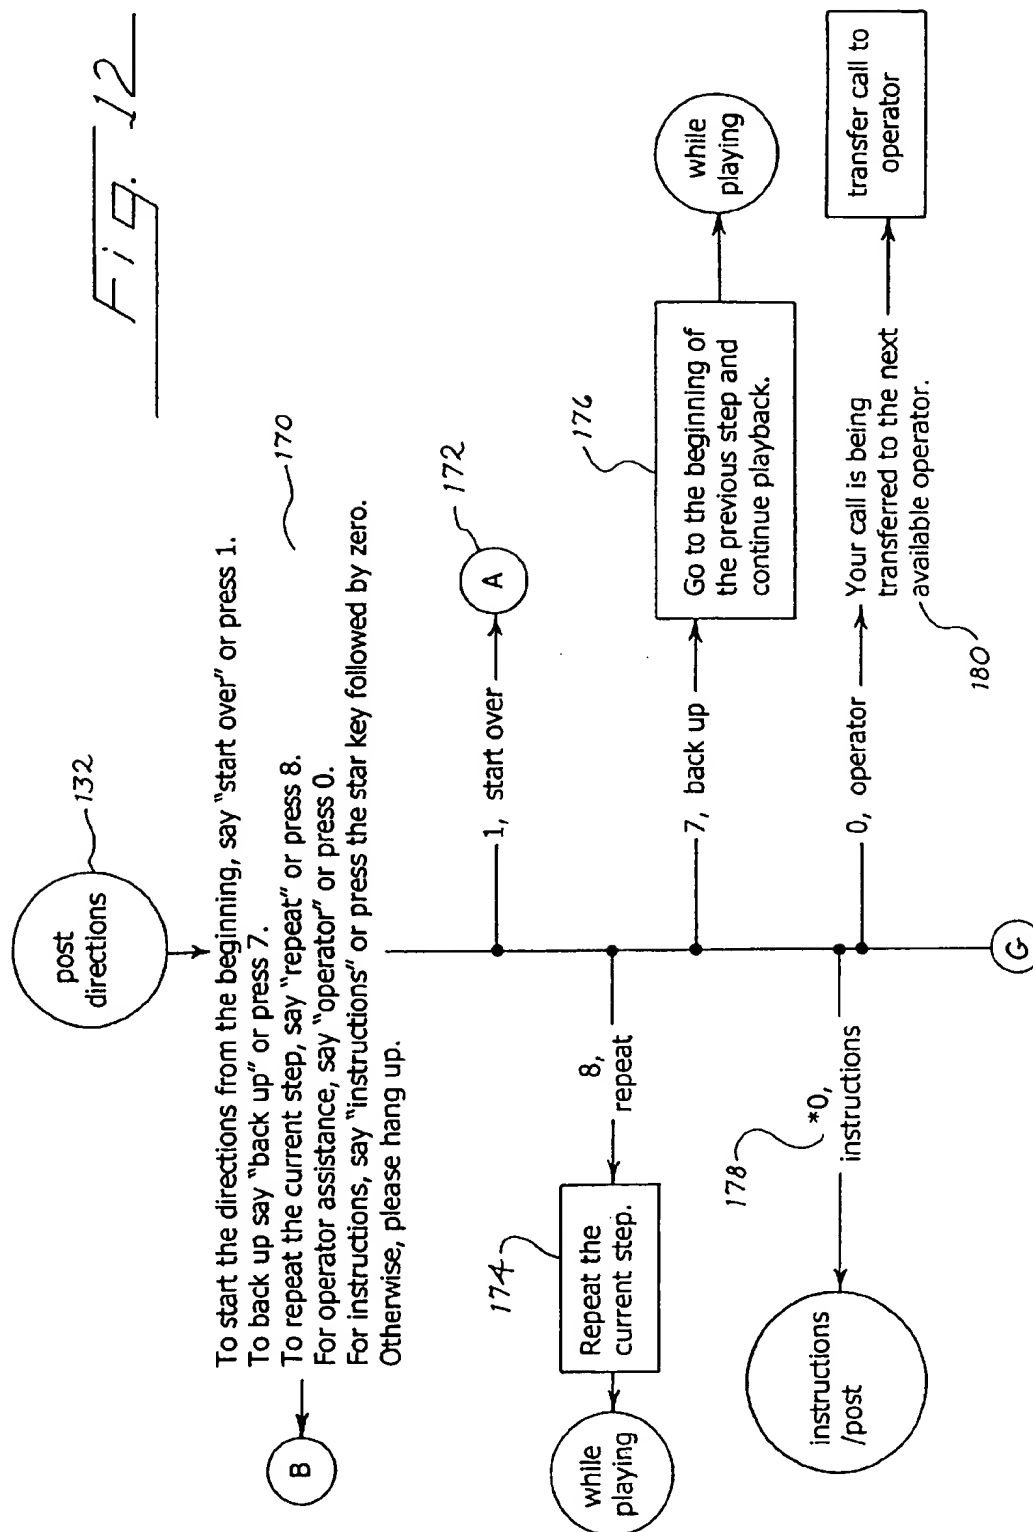 Fig. 12
post
directions
132
To start the directions from the beginning, say "start over" or press 1.
To back up say "back up" or press 7.
To repeat the current step, say "repeat" or press 8.
For operator assistance, say "operator" or press 0.
For instructions, say "instructions" or press the star key followed by zero.
Otherwise, please hang up.
170
B
1, start over
A
172
8,
repeat
Repeat the
current step.
174
while
playing
7, back up
Go to the beginning of
the previous step and
continue playback.
176
while
playing
*0,
instructions
178
instructions
/post
0, operator
Your call is being
transferred to the next
available operator.
180
transfer call to
operator
G